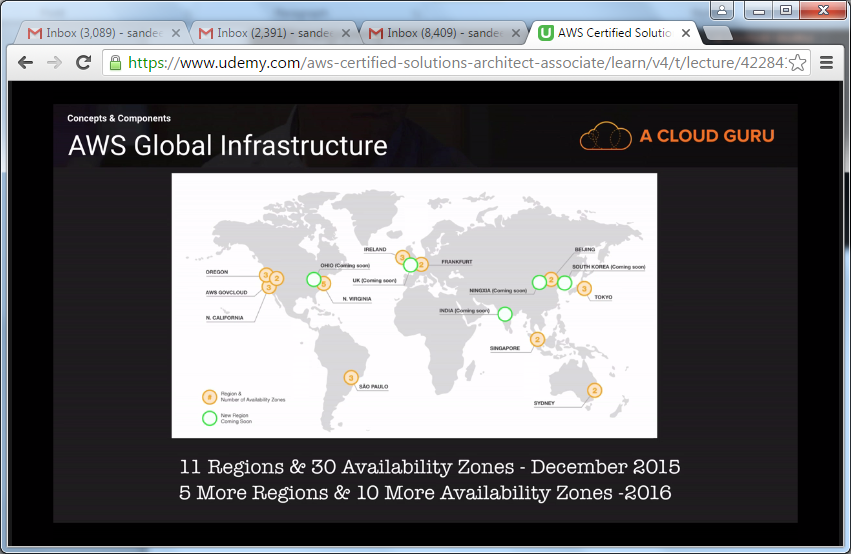 Inbox (3,089) - sandee
Inbox (2,391) - sandee
Inbox (8,409) - sandee
AWS Certified Solutio
https://www.udemy.com/aws-certified-solutions-architect-associate/learn/v4/t/lecture/42284
Concepts & Components
AWS Global Infrastructure
A CLOUD GURU
IRELAND
3
2
FRANKFURT
BEIJING
2
OHIO (Coming soon)
SOUTH KOREA (Coming soon)
OREGON
3
2
UK (Coming soon)
AWS GOVCLOUD
3
5
NINGXIA (Coming soon)
3
N. VIRGINIA
TOKYO
N. CALIFORNIA
INDIA (Coming soon)
2
SINGAPORE
3
SÃO PAULO
2
SYDNEY
#
Region &
Number of Availability Zones
New Region
Coming Soon
11 Regions & 30 Availability Zones - December 2015
5 More Regions & 10 More Availability Zones -2016